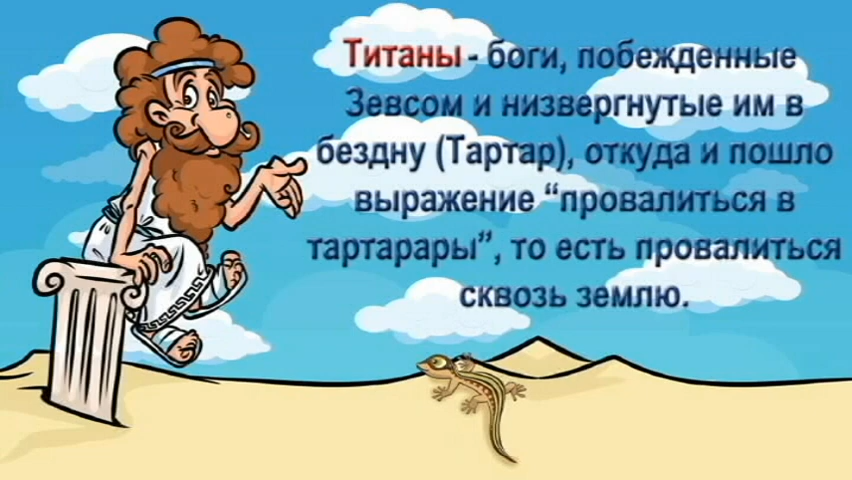 Титаны - боги, побежденные
Зевсом и низвергнутые им в
бездну (Тартар), откуда и пошло
выражение “провалиться в
тартарары”, то есть провалиться
сквозь землю.